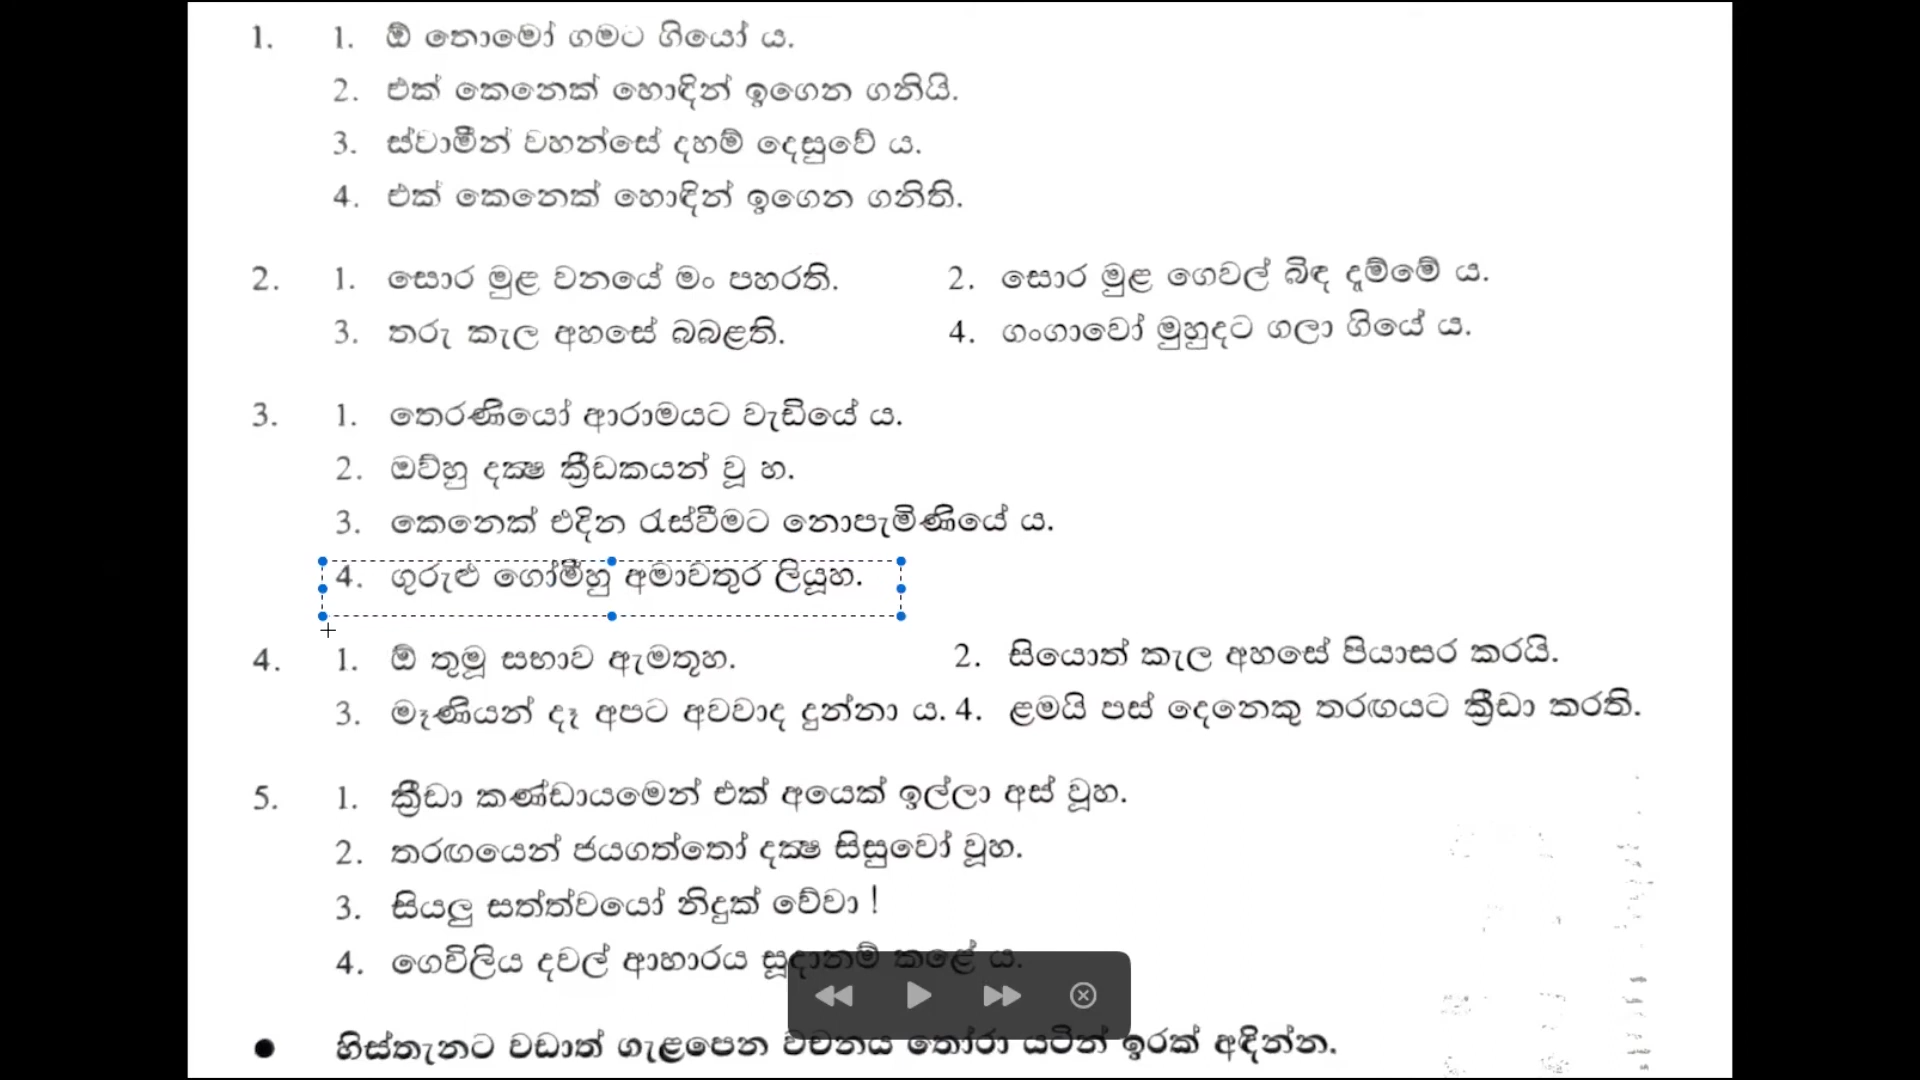 1. 1. ඕ තොමෝ ගමට ගියෝ ය.
2. එක් කෙනෙක් හොඳින් ඉගෙන ගනියි.
3. ස්වාමීන් වහන්සේ දහම් දෙසුවේ ය.
4. එක් කෙනෙක් හොඳින් ඉගෙන ගනිති.
2. 1. සොර මුළ වනයේ මං පහරති. 2. සොර මුළ ගෙවල් බිඳ දැම්මේ ය.
3. තරු කැල අහසේ බබළති. 4. ගංගාවෝ මුහුදට ගලා ගියේ ය.
3. 1. තෙරණියෝ ආරාමයට වැඩියේ ය.
2. ඔව්හු දක්‍ෂ ක්‍රීඩකයන් වූ හ.
3. කෙනෙක් එදින රැස්වීමට නොපැමිණියේ ය.
4. ගුරුළු ගෝමීහු අමාවතුර ලියූහ.
4. 1. ඕ තුමූ සභාව ඇමතූහ. 2. සියොත් කැල අහසේ පියාසර කරයි.
3. මෑණියන් දෑ අපට අවවාද දුන්නා ය. 4. ළමයි පස් දෙනෙකු තරඟයට ක්‍රීඩා කරති.
5. 1. ක්‍රීඩා කණ්ඩායමෙන් එක් අයෙක් ඉල්ලා අස් වූහ.
2. තරඟයෙන් ජයගත්තෝ දක්‍ෂ සිසුවෝ වූහ.
3. සියලු සත්ත්වයෝ නිදුක් වේවා !
4. ගෙවිලිය දවල් ආහාරය සූදානම් කළේ ය.
● හිස්තැනට වඩාත් ගැළපෙන වචනය තෝරා යටින් ඉරක් අඳින්න.